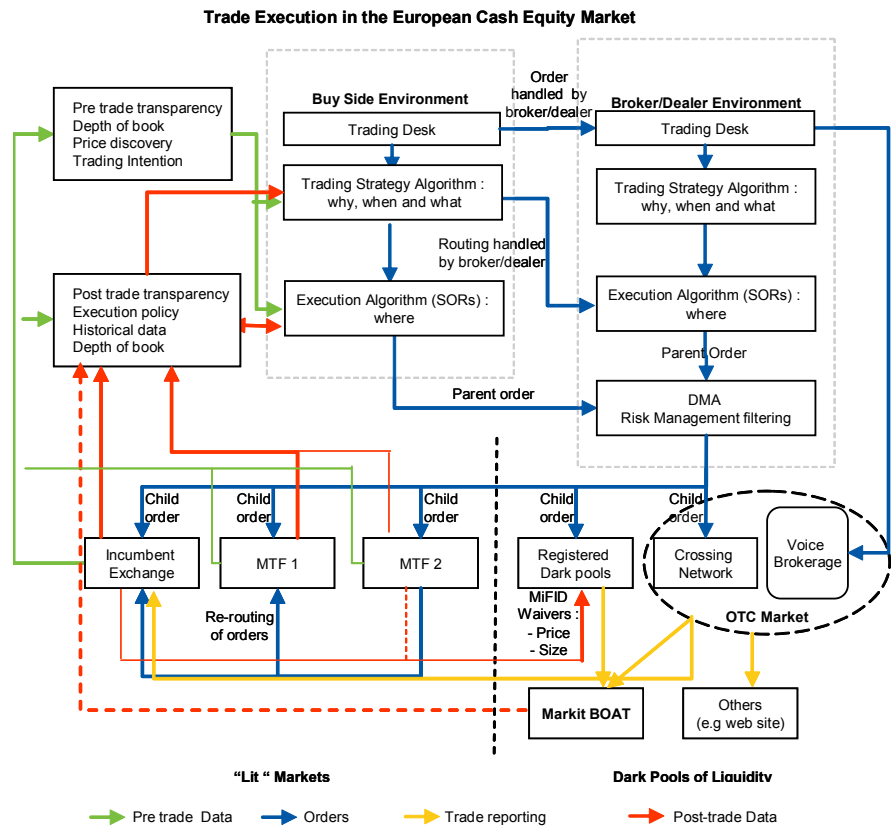 Trade Execution in the European Cash Equity Market
Pre trade transparency
Depth of book
Price discovery
Trading Intention
Buy Side Environment
Trading Desk
Trading Strategy Algorithm :
why, when and what
Execution Algorithm (SORs) :
where
Order
handled by
broker/dealer
Routing handled
by broker/dealer
Broker/Dealer Environment
Trading Desk
Trading Strategy Algorithm :
why, when and what
Execution Algorithm (SORs) :
where
Parent Order
DMA
Risk Management filtering
Parent order
Post trade transparency
Execution policy
Historical data
Depth of book
Child
order
Child
order
Child
order
Child
order
Child
order
Incumbent
Exchange
MTF 1
MTF 2
Registered
Dark pools
Crossing
Network
Voice
Brokerage
OTC Market
Re-routing
of orders
MiFID
Waivers :
- Price
- Size
Markit BOAT
Others
(e.g web site)
“Lit “ Markets
Dark Pools of Liquidity
Pre trade Data
Orders
Trade reporting
Post-trade Data